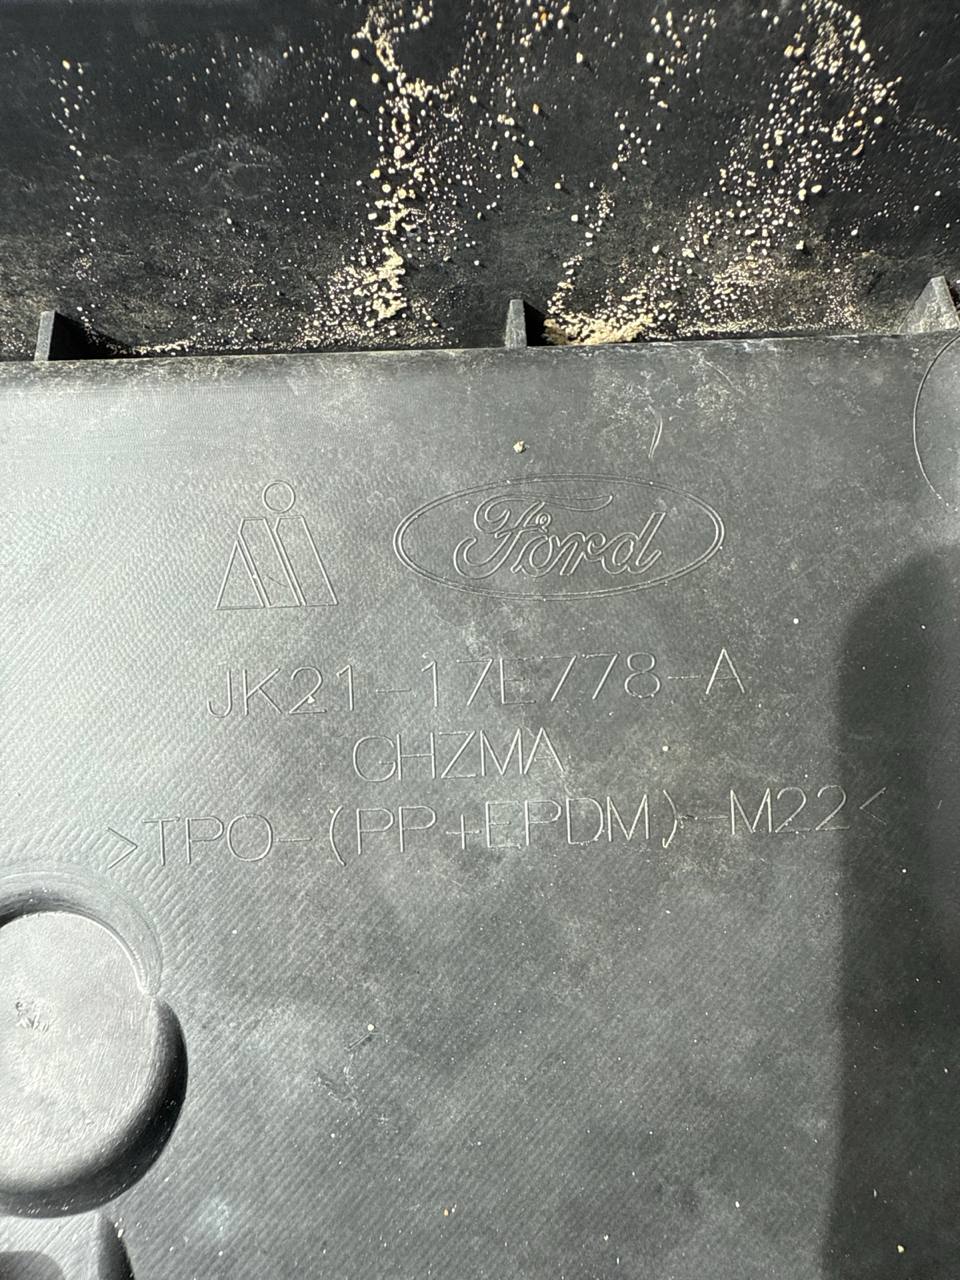 Ford
JK21-17E778-A
GHZMA
>TPO-(PP+EPDM)-M22<